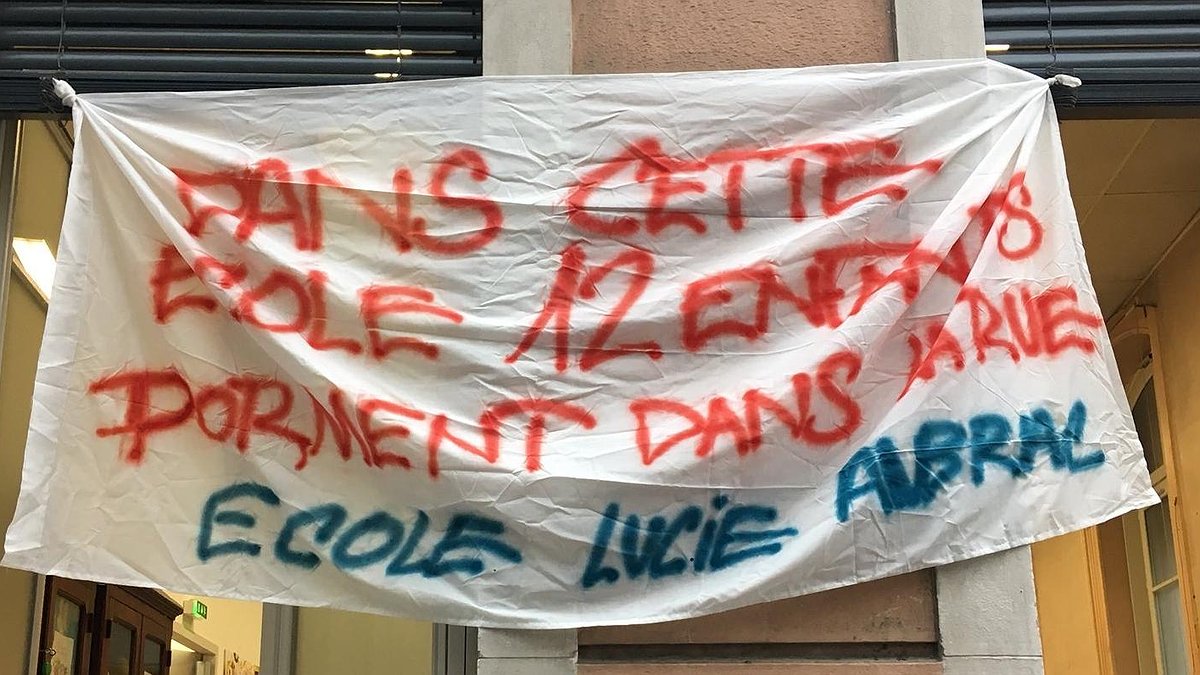 DANS CETTE
ECOLE 12 ENFANTS
DORMENT DANS LA RUE
ECOLE LUCIE AUBRAC